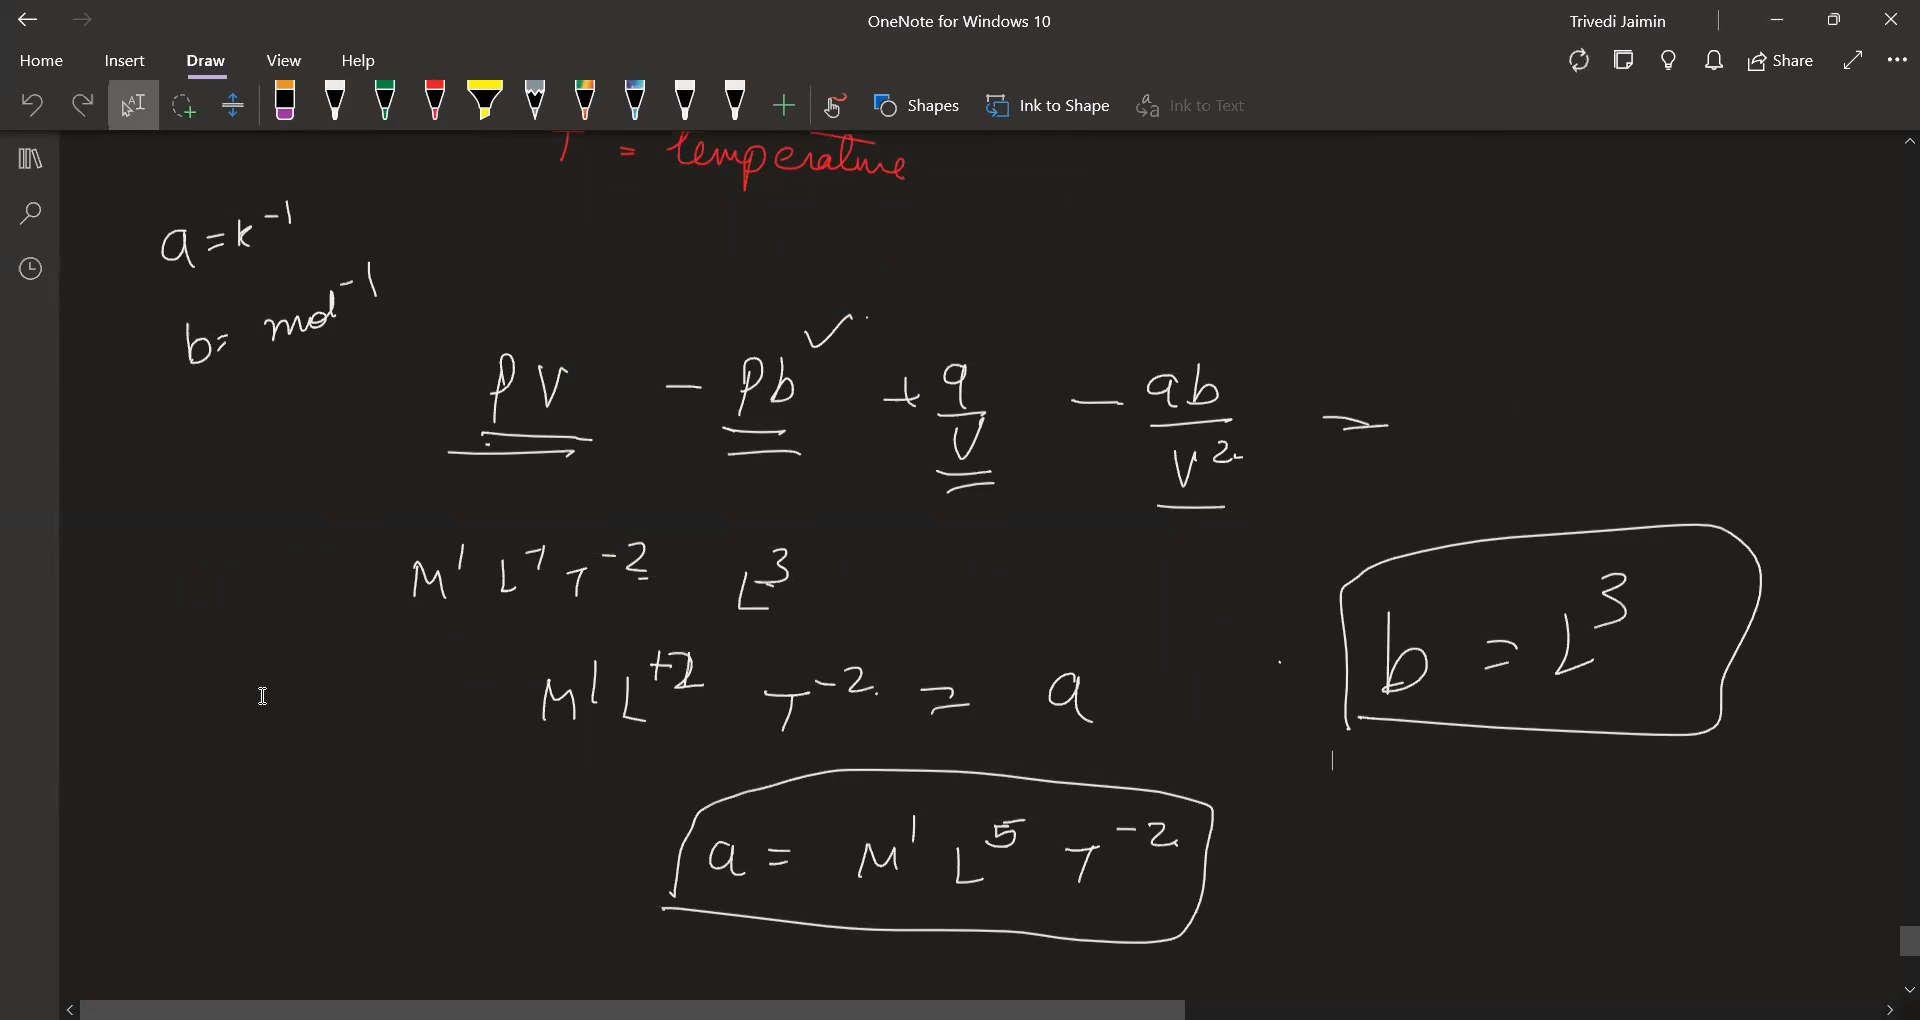 OneNote for Windows 10
Trivedi Jaimin
Home Insert Draw View Help
Share
Shapes Ink to Shape Ink to Text
T = temperature
a = k⁻¹
b = mol⁻¹
PV - Pb ✓ + a/V - ab/V² =
M¹ L⁻¹ T⁻² L³
M¹ L⁺² T⁻² = a
b = L³
a = M¹ L⁵ T⁻²